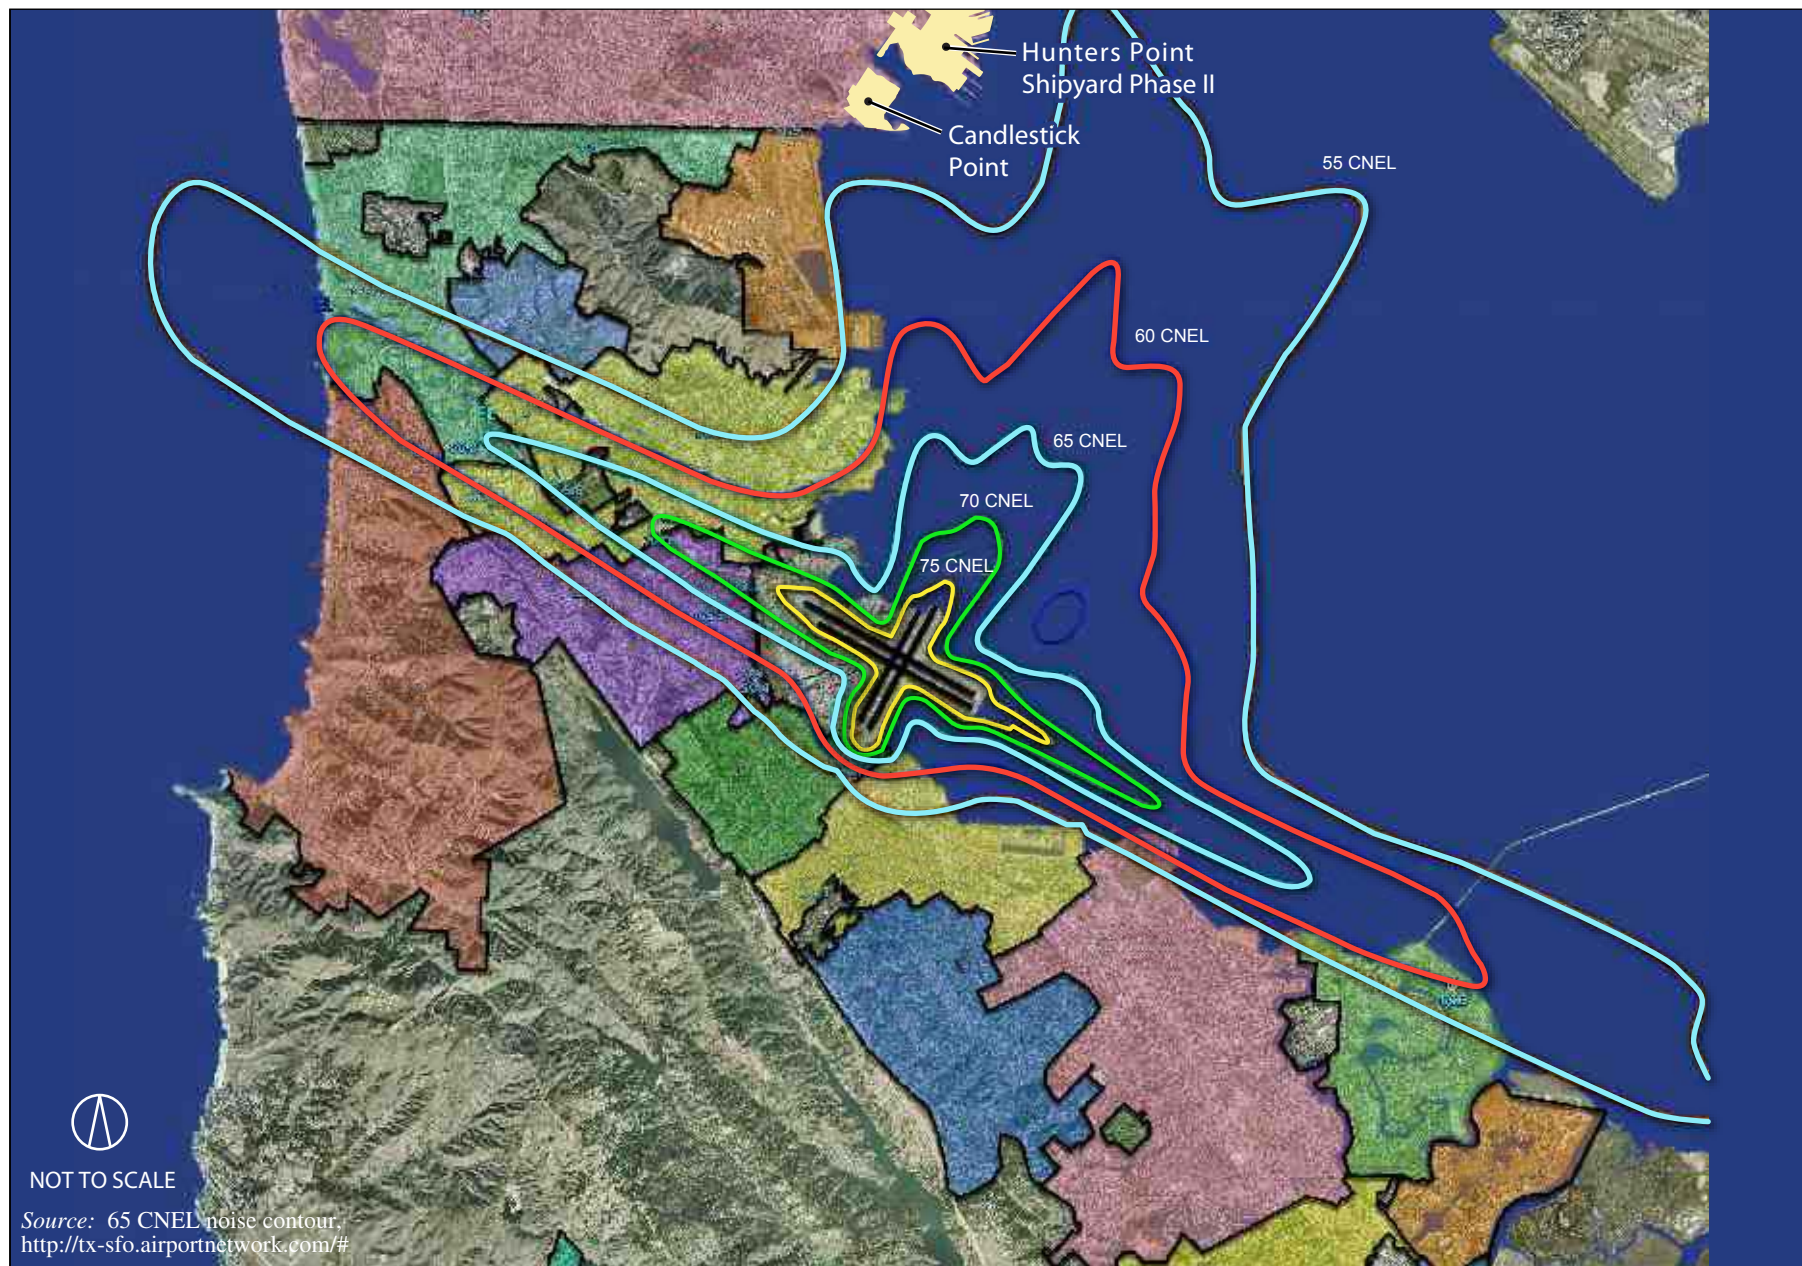 Hunters Point
Shipyard Phase II
Candlestick
Point
55 CNEL
60 CNEL
65 CNEL
70 CNEL
75 CNEL
NOT TO SCALE
Source: 65 CNEL noise contour,
http://tx-sfo.airportnetwork.com/#